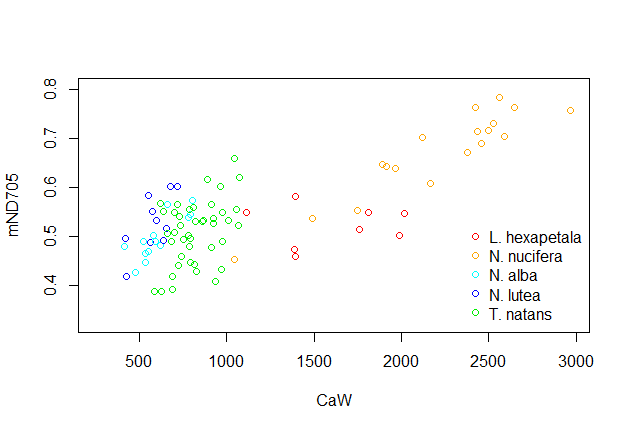 0.8
0.7
0.6
0.5
0.4
mND705
L. hexapetala
N. nucifera
N. alba
N. lutea
T. natans
500 1000 1500 2000 2500 3000
CaW